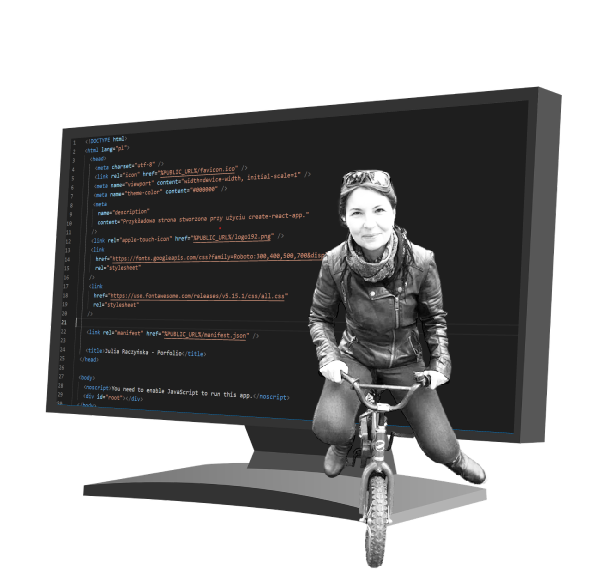 1 <!DOCTYPE html>
2 <html lang="pl">
3 <head>
4 <meta charset="utf-8" />
5 <link rel="icon" href="%PUBLIC_URL%/favicon.ico" />
6 <meta name="viewport" content="width=device-width, initial-scale=1" />
7 <meta name="theme-color" content="#000000" />
8 <meta
9 name="description"
10 content="Przykładowa strona stworzona przy użyciu create-react-app."
11 />
12 <link rel="apple-touch-icon" href="%PUBLIC_URL%/logo192.png" />
13 <link
14 href="https://fonts.googleapis.com/css?family=Roboto:300,400,500,700&disp
15 rel="stylesheet"
16 />
17
18 <link
19 href="https://use.fontawesome.com/releases/v5.15.1/css/all.css"
20 rel="stylesheet"
21 />
22
23 <link rel="manifest" href="%PUBLIC_URL%/manifest.json" />
24
25 <title>Julia Raczyńska - Porfolio</title>
26 </head>
27
28 <body>
29 <noscript>You need to enable JavaScript to run this app.</noscript>
30 <div id="root"></div>
</body>